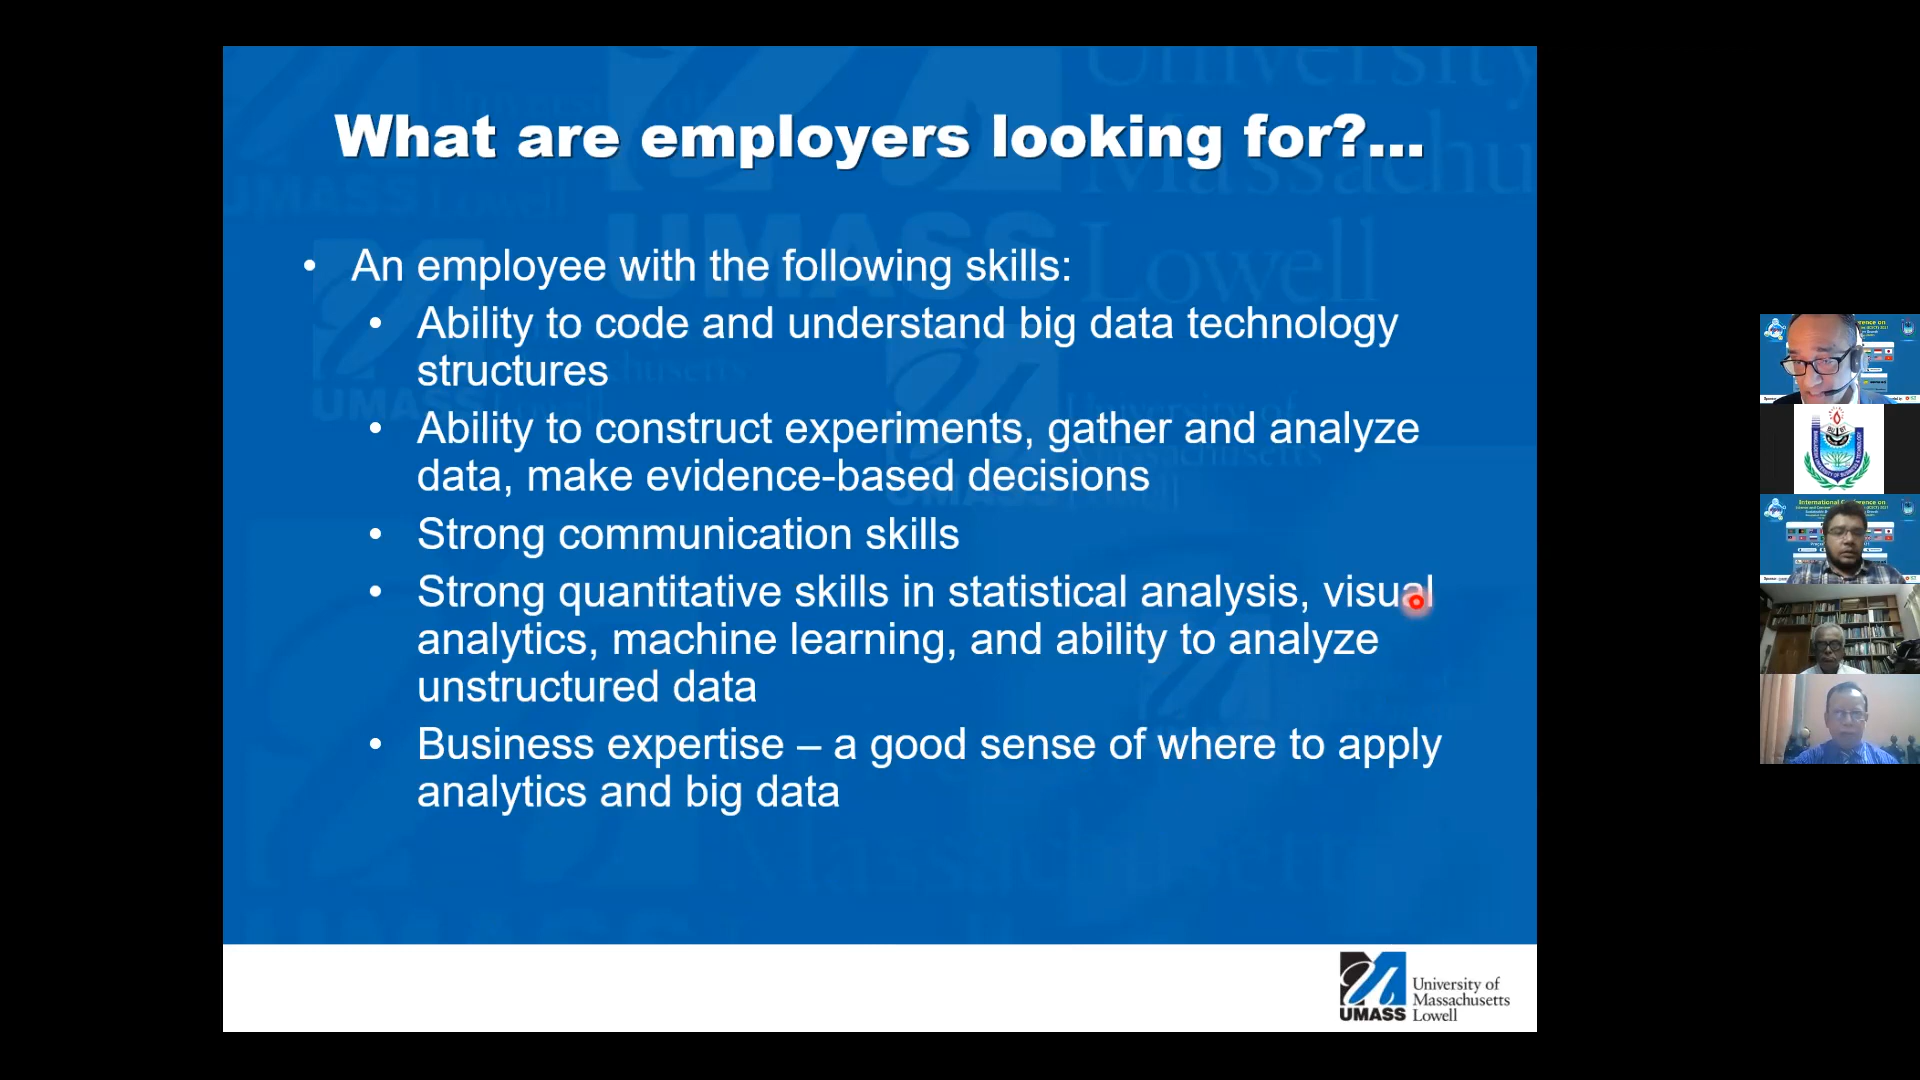 What are employers looking for?...
• An employee with the following skills:
• Ability to code and understand big data technology
structures
• Ability to construct experiments, gather and analyze
data, make evidence-based decisions
• Strong communication skills
• Strong quantitative skills in statistical analysis, visual
analytics, machine learning, and ability to analyze
unstructured data
• Business expertise – a good sense of where to apply
analytics and big data
UMASS
University of
Massachusetts
Lowell